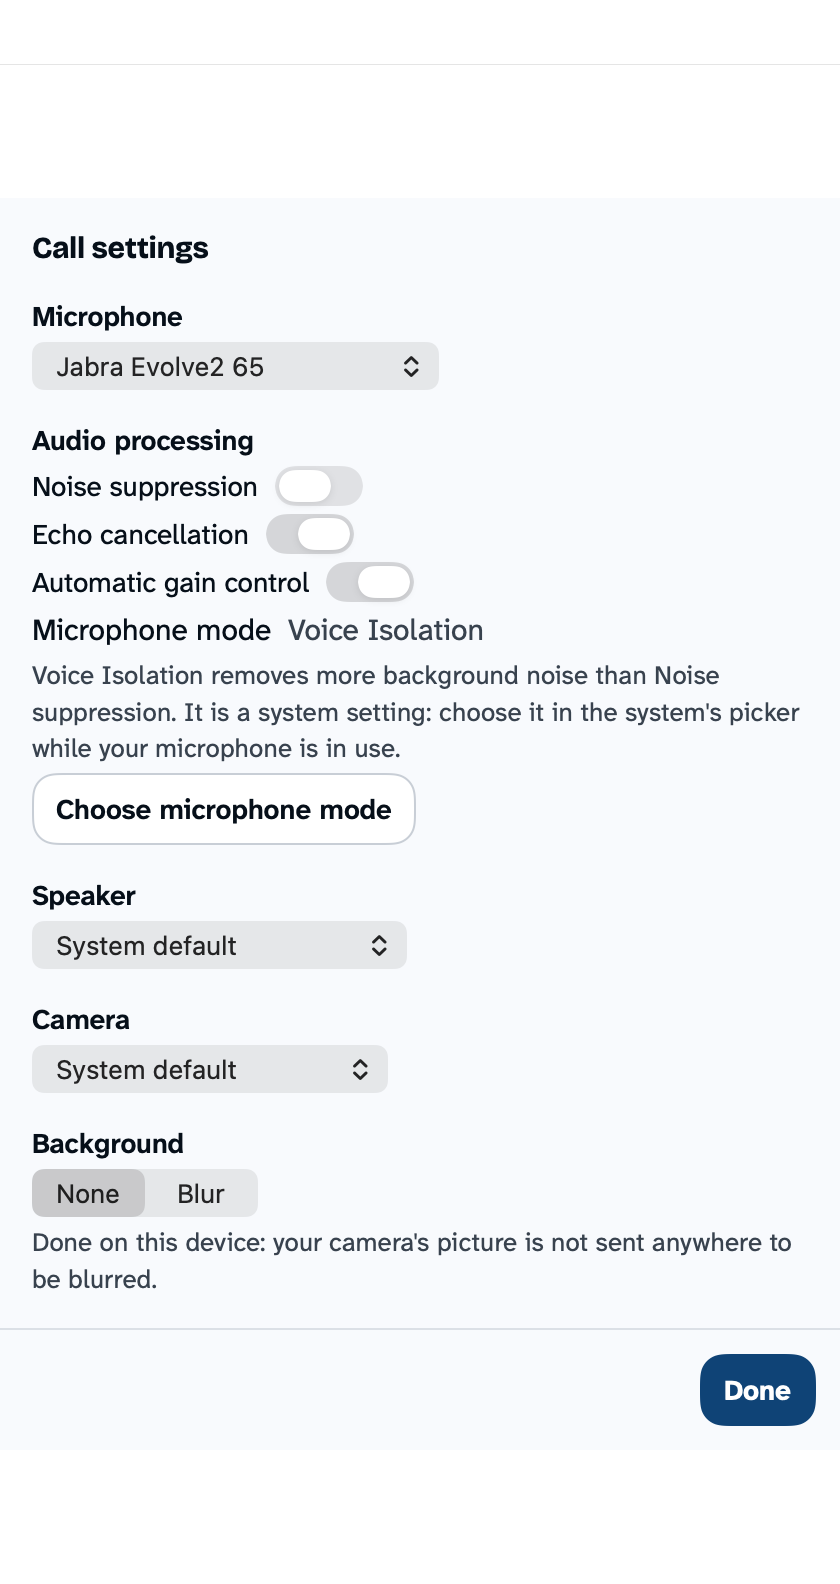 Call settings
Microphone
Jabra Evolve2 65
Audio processing
Noise suppression
Echo cancellation
Automatic gain control
Microphone mode Voice Isolation
Voice Isolation removes more background noise than Noise
suppression. It is a system setting: choose it in the system's picker
while your microphone is in use.
Choose microphone mode
Speaker
System default
Camera
System default
Background
None Blur
Done on this device: your camera's picture is not sent anywhere to
be blurred.
Done